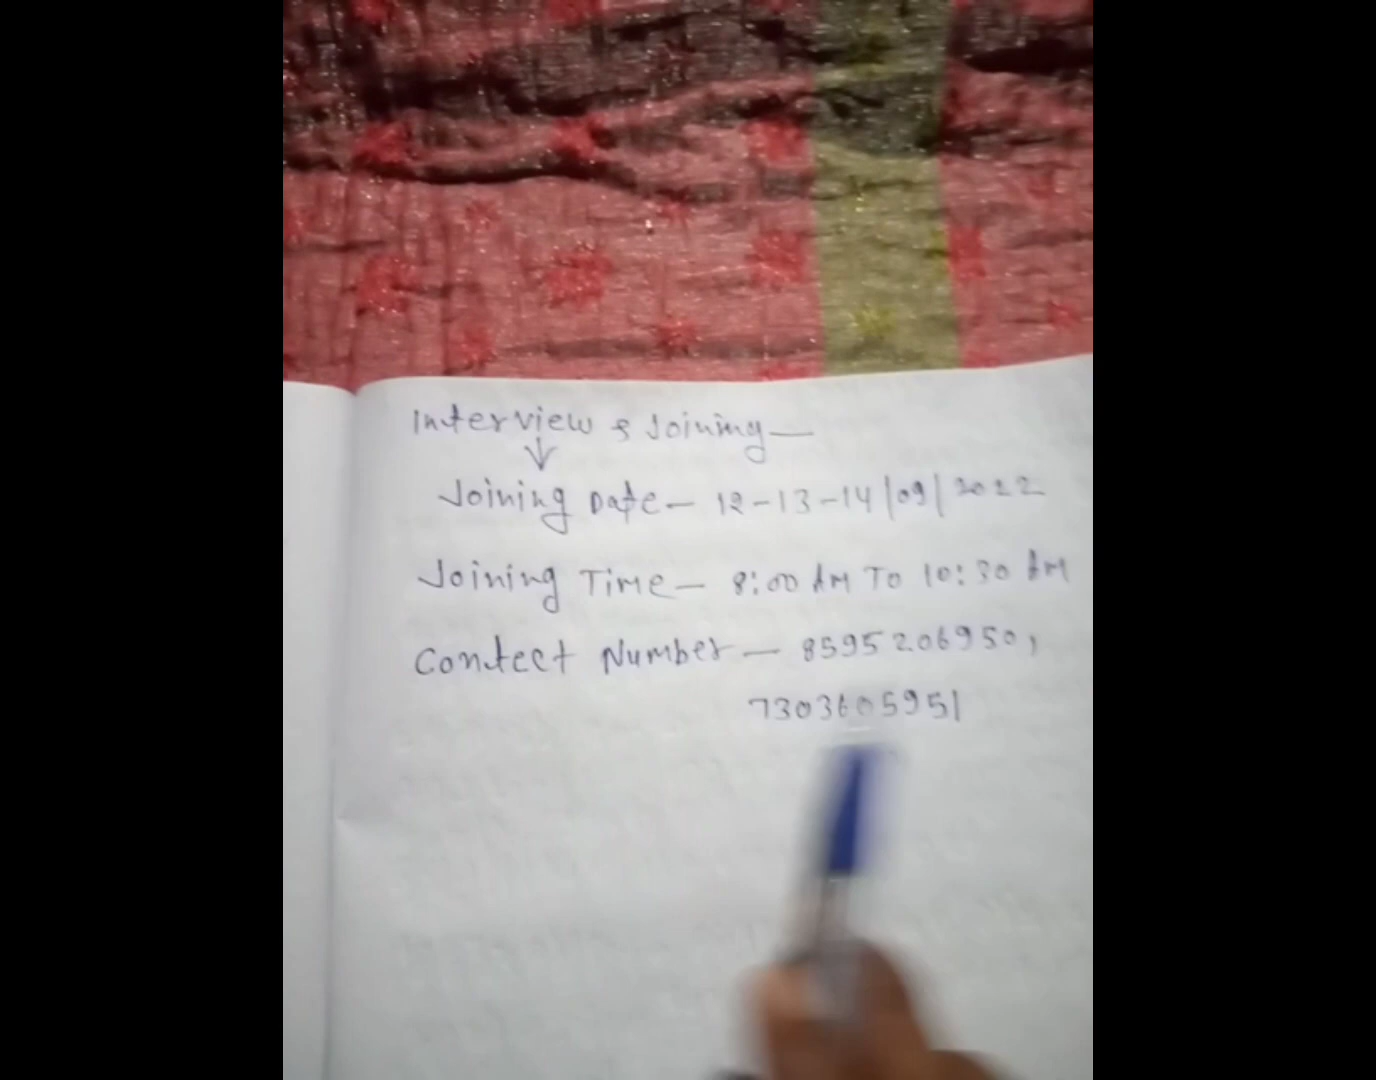 Interview & Joining—
↓
Joining Date— 12-13-14/09/2022
Joining Time— 8:00 AM To 10:30 AM
Contect Number— 8595206950,
7303605951